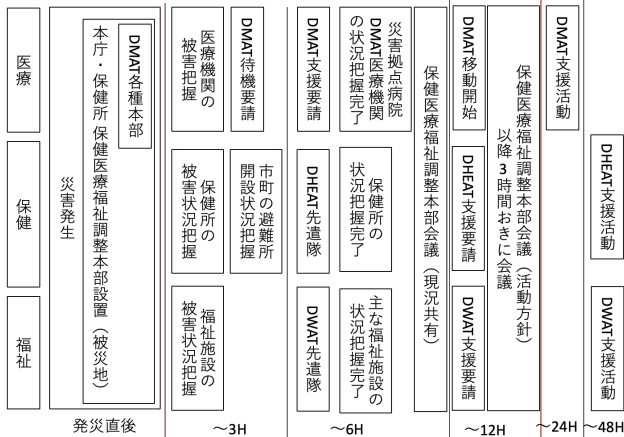 医療
保健
福祉
災害発生
本庁・保健所 保健医療福祉調整本部設置（被災地）
DMAT各種本部
発災直後
医療機関の
被害把握
DMAT待機要請
保健所の
被害状況把握
市町の避難所
開設状況把握
福祉施設の
被害状況把握
～3H
DMAT支援要請
災害拠点病院
DMAT医療機関
の状況把握完了
DHEAT先遣隊
保健所の
状況把握完了
DWAT先遣隊
主な福祉施設の
状況把握完了
保健医療福祉調整本部会議（現況共有）
～6H
DMAT移動開始
DHEAT支援要請
DWAT支援要請
保健医療福祉調整本部会議（活動方針）
以降3時間おきに会議
～12H
DMAT支援活動
～24H
DHEAT支援活動
DWAT支援活動
～48H